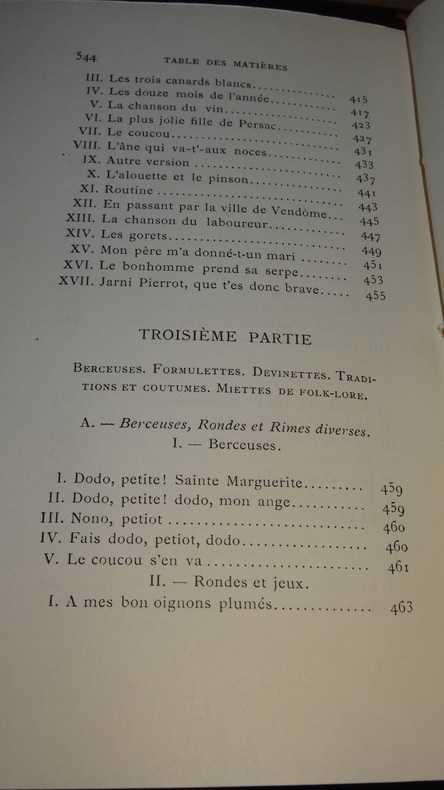 544 TABLE DES MATIÈRES
III. Les trois canards blancs............... 415
IV. Les douze mois de l'année............... 417
V. La chanson du vin............... 423
VI. La plus jolie fille de Persac............... 427
VII. Le coucou............... 431
VIII. L'âne qui va-t'-aux noces............... 433
IX. Autre version ............... 437
X. L'alouette et le pinson............... 441
XI. Routine ............... 443
XII. En passant par la ville de Vendôme... 445
XIII. La chanson du laboureur............... 447
XIV. Les gorets............... 449
XV. Mon père m'a donné-t-un mari ........ 451
XVI. Le bonhomme prend sa serpe........ 453
XVII. Jarni Pierrot, que t'es donc brave..... 455
TROISIÈME PARTIE
BERCEUSES. FORMULETTES. DEVINETTES. TRADI-
TIONS ET COUTUMES. MIETTES DE FOLK-LORE.
A. — Berceuses, Rondes et Rimes diverses.
I. — Berceuses.
I. Dodo, petite! Sainte Marguerite......... 459
II. Dodo, petite! dodo, mon ange............ 459
III. Nono, petiot ............................ 460
IV. Fais dodo, petiot, dodo................... 460
V. Le coucou s'en va ........................ 461
II. — Rondes et jeux.
I. A mes bon oignons plumés.............. 463